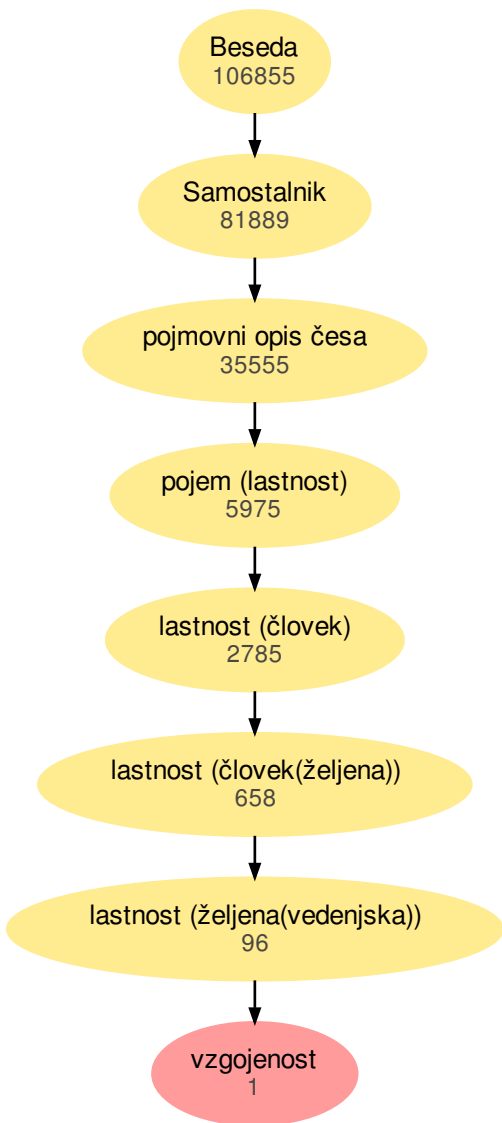 Beseda
106855
Samostalnik
81889
pojmovni opis česa
35555
pojem (lastnost)
5975
lastnost (človek)
2785
lastnost (človek(željena))
658
lastnost (željena(vedenjska))
96
vzgojenost
1